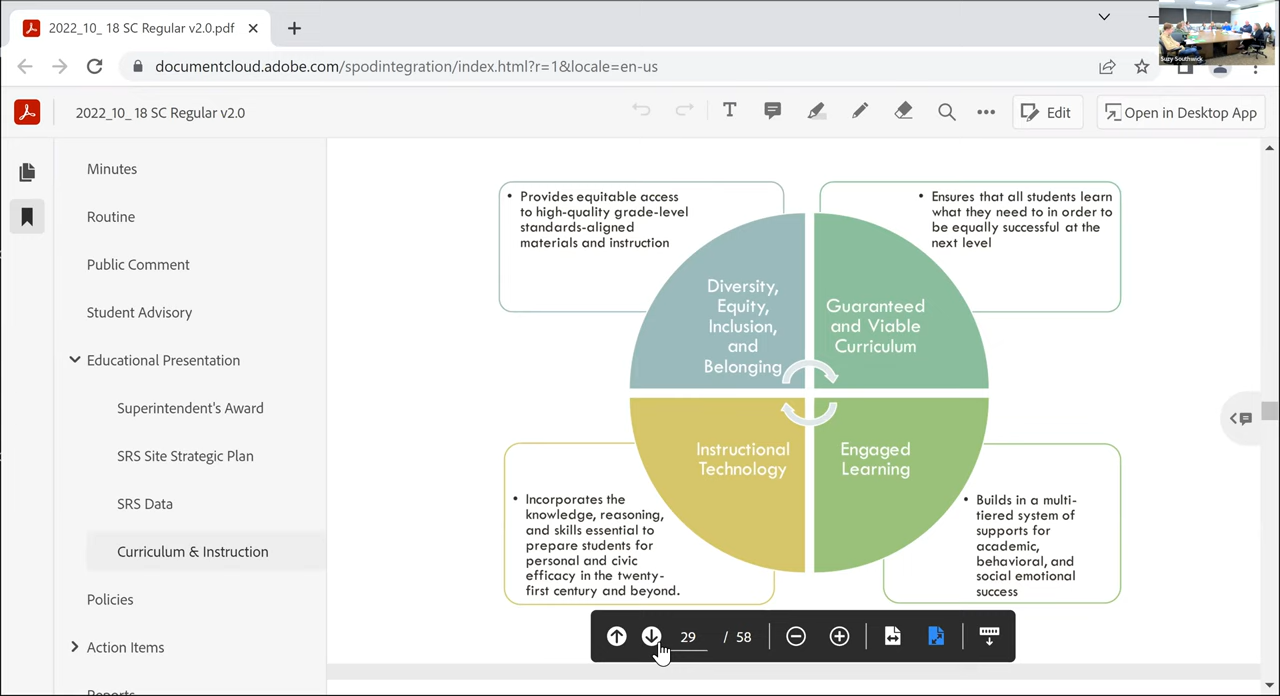 2022_10_ 18 SC Regular v2.0.pdf
documentcloud.adobe.com/spodintegration/index.html?r=1&locale=en-us
Suzy Southwick
2022_10_ 18 SC Regular v2.0
T
Edit
Open in Desktop App
Minutes
Routine
Public Comment
Student Advisory
Educational Presentation
Superintendent's Award
SRS Site Strategic Plan
SRS Data
Curriculum & Instruction
Policies
Action Items
Reports
• Provides equitable access
to high-quality grade-level
standards-aligned
materials and instruction
• Ensures that all students learn
what they need to in order to
be equally successful at the
next level
Diversity,
Equity,
Inclusion,
and
Belonging
Guaranteed
and Viable
Curriculum
Instructional
Technology
Engaged
Learning
• Incorporates the
knowledge, reasoning,
and skills essential to
prepare students for
personal and civic
efficacy in the twenty-
first century and beyond.
• Builds in a multi-
tiered system of
supports for
academic,
behavioral, and
social emotional
success
29 / 58